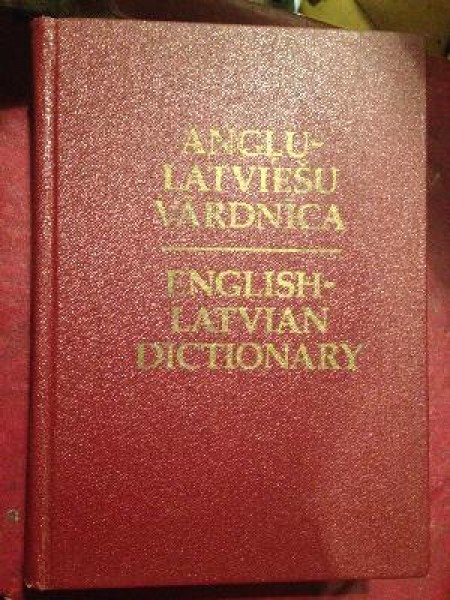 ANGĻU-
LATVIEŠU
VĀRDNĪCA
ENGLISH-
LATVIAN
DICTIONARY